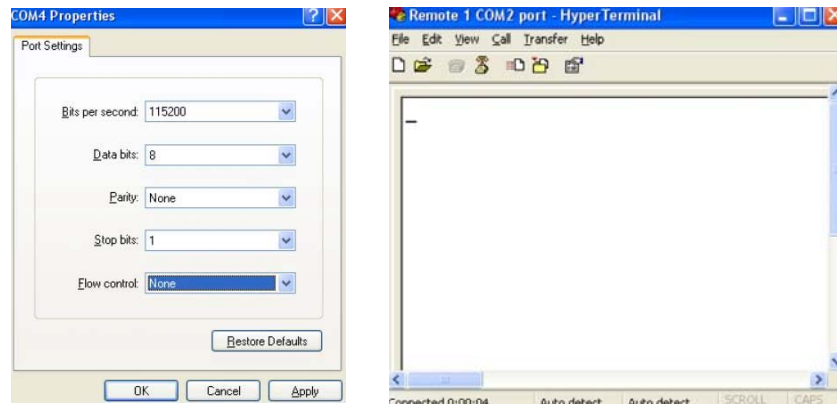 COM4 Properties
Port Settings
Bits per second: 115200
Data bits: 8
Parity: None
Stop bits: 1
Flow control: None
Restore Defaults
OK Cancel Apply
Remote 1 COM2 port - HyperTerminal
File Edit View Call Transfer Help
Connected 0:00:04 Auto detect Auto detect SCROLL CAPS